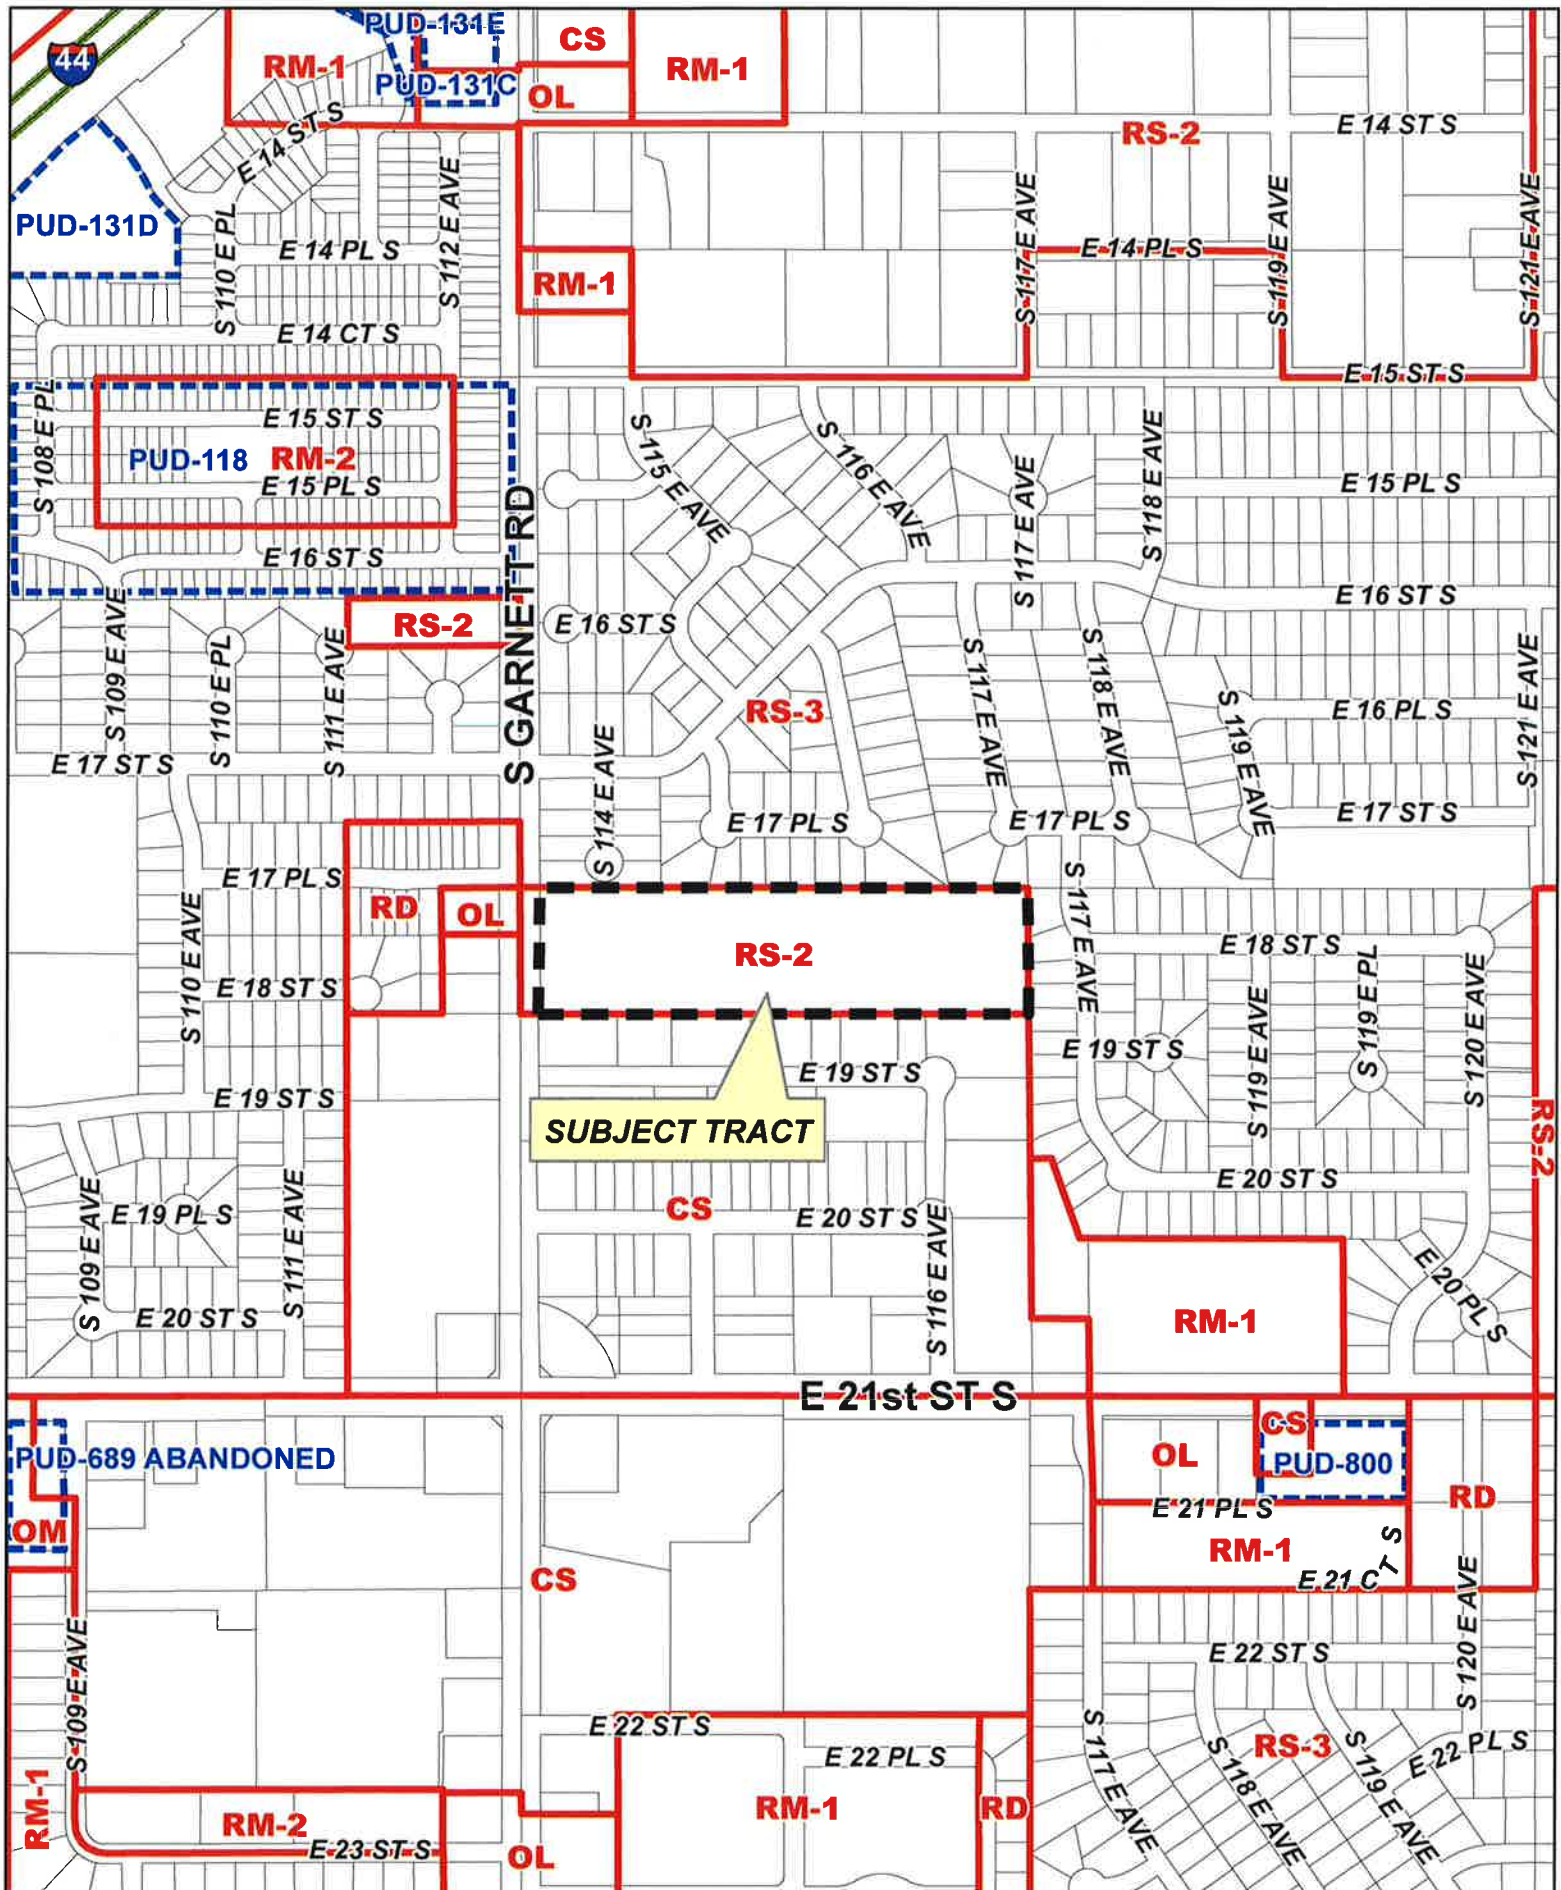 PUD-131E
CS
44
RM-1
RM-1
PUD-131C
OL
E 14 ST S
RS-2
E 14 ST S
PUD-131D
S 110 E PL
S 112 E AVE
E 14 PL S
S 117 E AVE
E 14 PL S
S 119 E AVE
S 121 E AVE
RM-1
E 14 CT S
E 15 ST S
S 108 E PL
E 15 ST S
PUD-118
RM-2
E 15 PL S
S 115 E AVE
S 116 E AVE
S 117 E AVE
S 118 E AVE
E 15 PL S
E 16 ST S
S GARNETT RD
E 16 ST S
RS-2
E 16 ST S
S 109 E AVE
S 110 E PL
S 111 E AVE
RS-3
S 117 E AVE
S 118 E AVE
S 119 E AVE
E 16 PL S
S 121 E AVE
E 17 ST S
S 114 E AVE
E 17 PL S
E 17 PL S
E 17 ST S
E 17 PL S
RD
OL
S 110 E AVE
RS-2
S 117 E AVE
E 18 ST S
S 119 E PL
E 18 ST S
S 119 E AVE
S 120 E AVE
E 19 ST S
E 19 ST S
E 19 ST S
SUBJECT TRACT
RS-2
E 20 ST S
CS
E 20 ST S
S 116 E AVE
E 19 PL S
S 109 E AVE
S 111 E AVE
E 20 PL S
E 20 ST S
RM-1
E 21st ST S
PUD-689 ABANDONED
CS
OL
PUD-800
RD
E 21 PL S
OM
RM-1
E 21 CT S
CS
S 109 E AVE
S 120 E AVE
E 22 ST S
E 22 ST S
E 22 PL S
S 117 E AVE
S 118 E AVE
RS-3
S 119 E AVE
E 22 PL S
RM-1
RM-2
E 23 ST S
OL
RM-1
RD